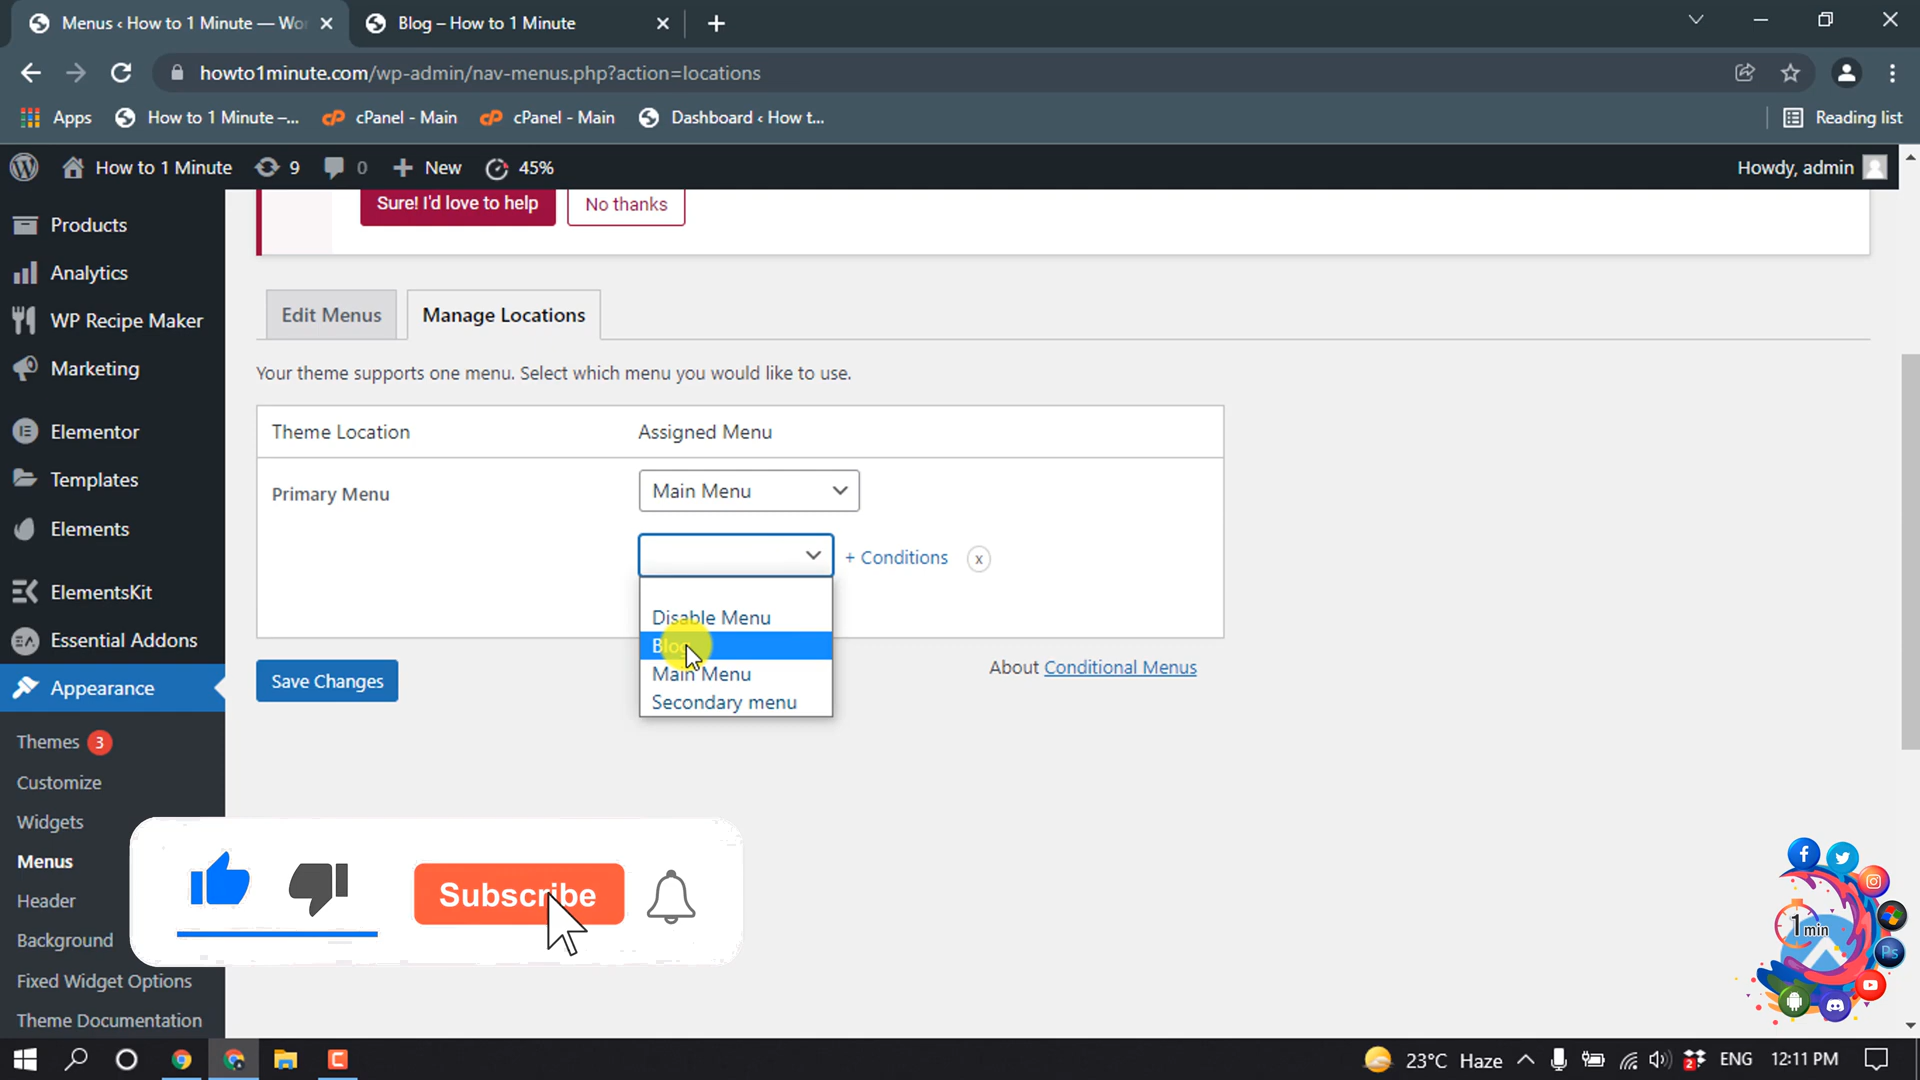 Menus ‹ How to 1 Minute — Wor
Blog – How to 1 Minute
howto1minute.com/wp-admin/nav-menus.php?action=locations
Apps
How to 1 Minute –...
cPanel - Main
cPanel - Main
Dashboard ‹ How t...
Reading list
How to 1 Minute
9
0
New
45%
Howdy, admin
Products
Analytics
WP Recipe Maker
Marketing
Elementor
Templates
Elements
ElementsKit
Essential Addons
Appearance
Themes 3
Customize
Widgets
Menus
Header
Background
Fixed Widget Options
Theme Documentation
Sure! I'd love to help
No thanks
Edit Menus
Manage Locations
Your theme supports one menu. Select which menu you would like to use.
Theme Location
Assigned Menu
Primary Menu
Main Menu
+ Conditions
x
Disable Menu
Blog
Main Menu
Secondary menu
Save Changes
About Conditional Menus
Subscribe
1 min
Ps
23°C Haze
2
ENG
12:11 PM